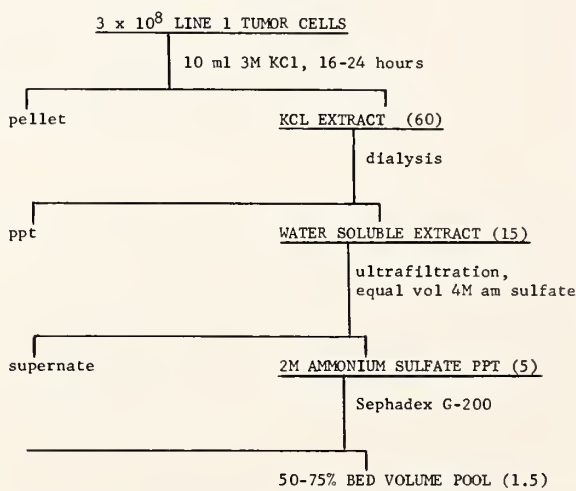 3 x 10⁸ LINE 1 TUMOR CELLS
10 ml 3M KCl, 16-24 hours
pellet
KCL EXTRACT (60)
dialysis
ppt
WATER SOLUBLE EXTRACT (15)
ultrafiltration,
equal vol 4M am sulfate
supernate
2M AMMONIUM SULFATE PPT (5)
Sephadex G-200
50-75% BED VOLUME POOL (1.5)